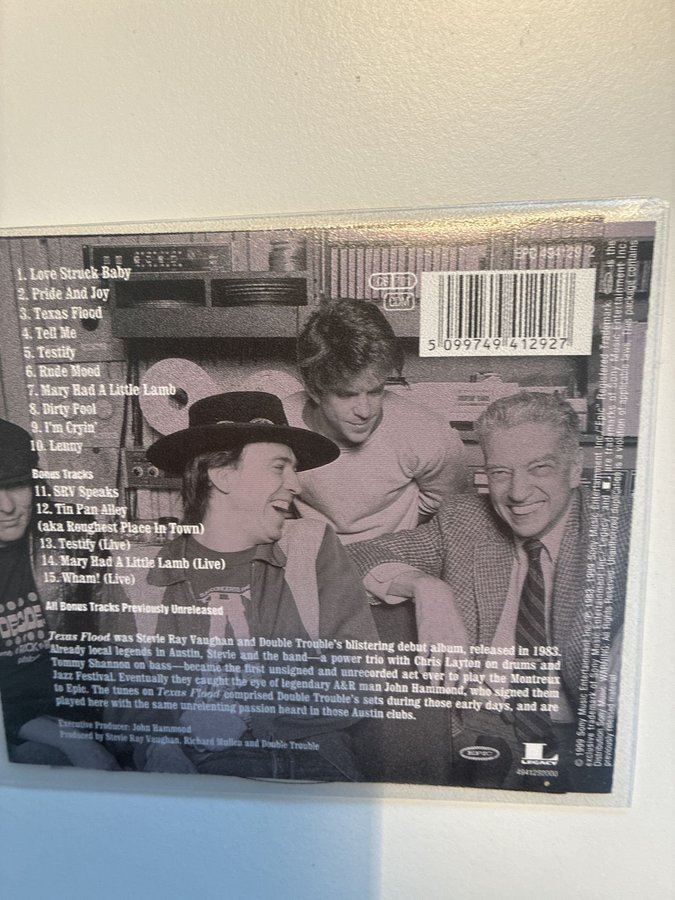 1. Love Struck Baby
2. Pride And Joy
3. Texas Flood
4. Tell Me
5. Testify
6. Rude Mood
7. Mary Had A Little Lamb
8. Dirty Pool
9. I'm Cryin'
10. Lenny
Bonus Tracks
11. SRV Speaks
12. Tin Pan Alley
(aka Roughest Place In Town)
13. Testify (Live)
14. Mary Had A Little Lamb (Live)
15. Wham! (Live)
All Bonus Tracks Previously Unreleased
Texas Flood was Stevie Ray Vaughan and Double Trouble's blistering debut album, released in 1983.
Already local legends in Austin, Stevie and the band—a power trio with Chris Layton on drums and
Tommy Shannon on bass—became the first unsigned and unrecorded act ever to play the Montreux
Jazz Festival. Eventually they caught the eye of legendary A&R man John Hammond, who signed them
to Epic. The tunes on Texas Flood comprised Double Trouble's sets during those early days, and are
played here with the same unrelenting passion heard in those Austin clubs.
Executive Producer: John Hammond
Produced by Stevie Ray Vaughan, Richard Mullen and Double Trouble
5 099749 412927
EPIC
L
LEGACY
4941292000